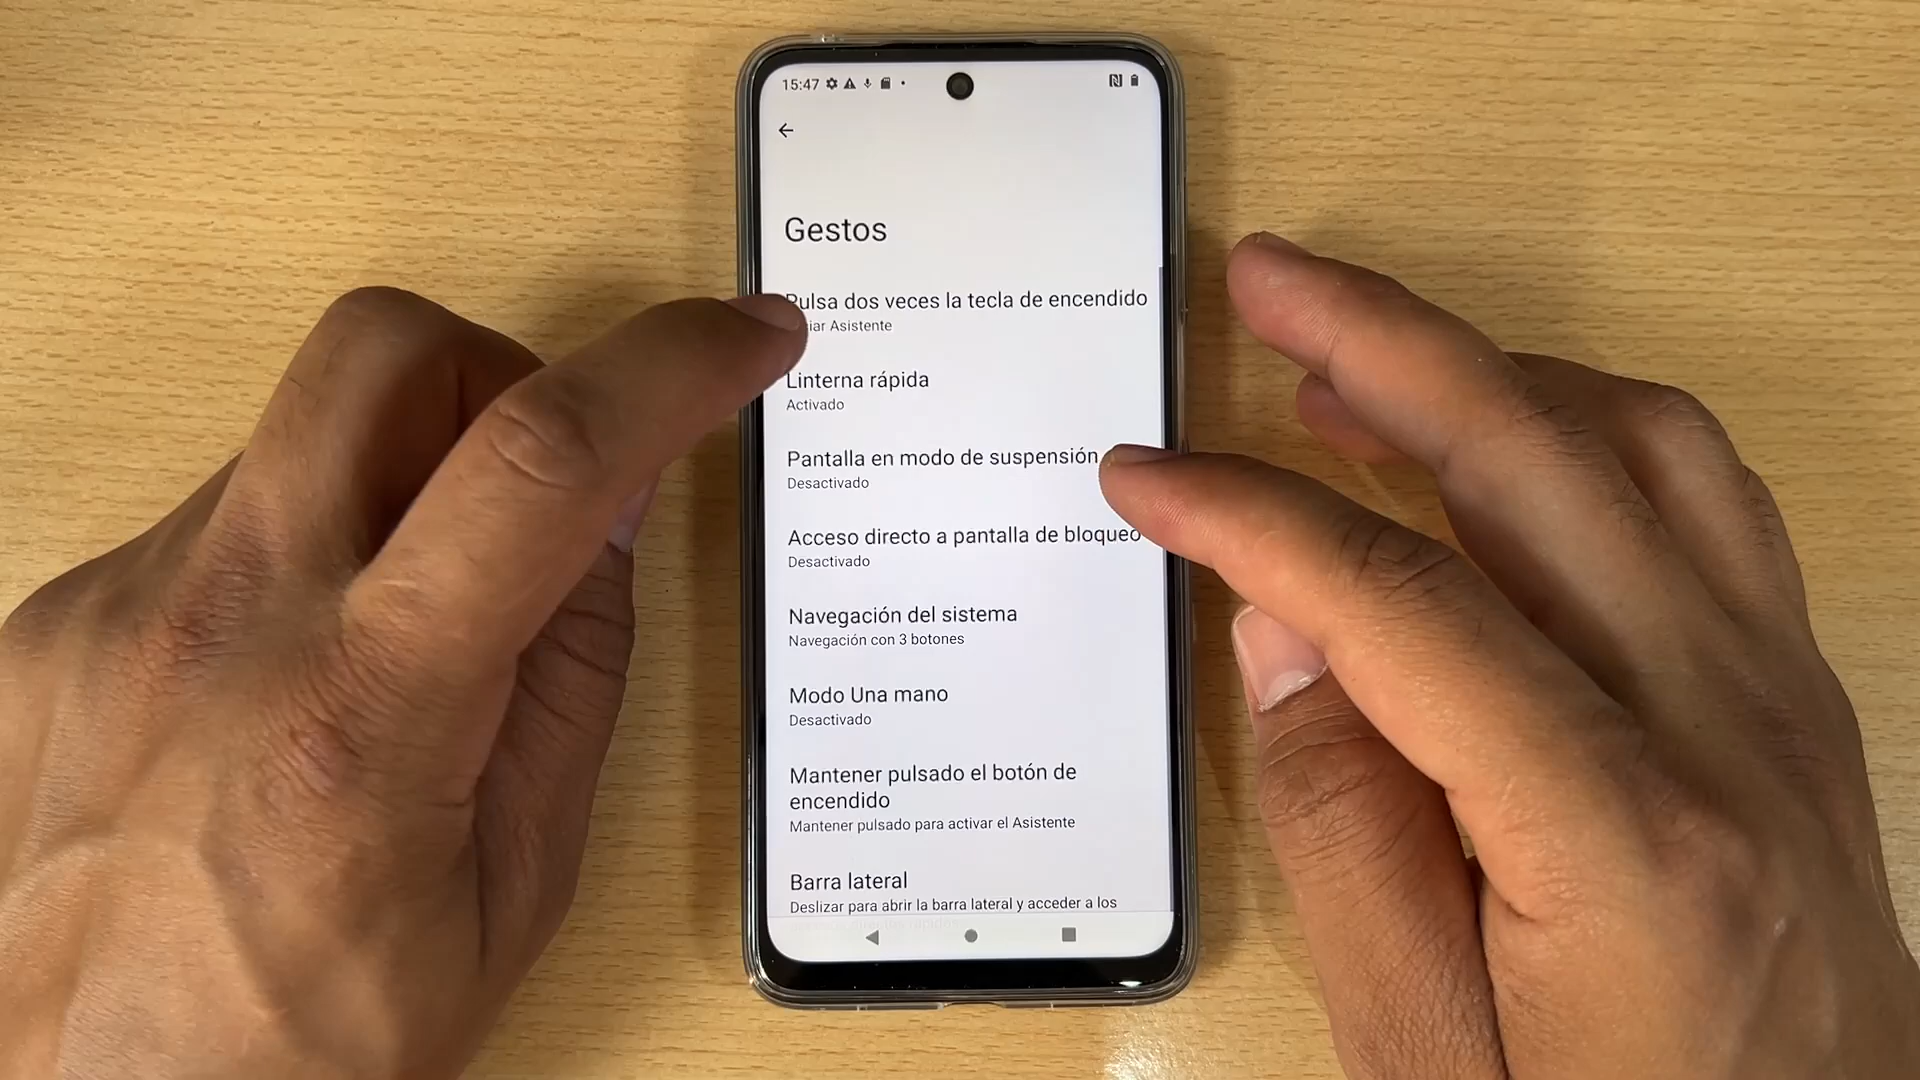 15:47
Gestos
Pulsa dos veces la tecla de encendido
Asistente
Linterna rápida
Activado
Pantalla en modo de suspensión
Desactivado
Acceso directo a pantalla de bloqueo
Desactivado
Navegación del sistema
Navegación con 3 botones
Modo Una mano
Desactivado
Mantener pulsado el botón de
encendido
Mantener pulsado para activar el Asistente
Barra lateral
Deslizar para abrir la barra lateral y acceder a los